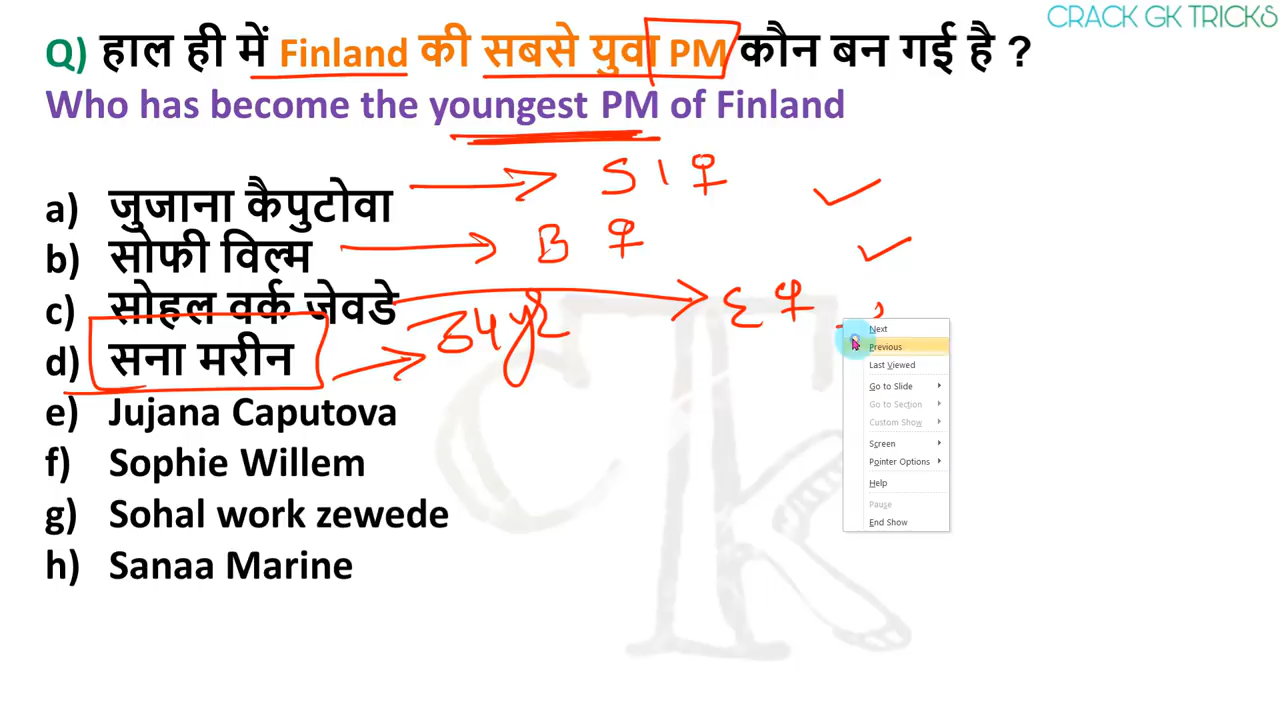 CRACK GK TRICKS
Q) हाल ही में Finland की सबसे युवा PM कौन बन गई है ?
Who has become the youngest PM of Finland
a) जुजाना कैपुटोवा
b) सोफी विल्म
c) सोहल वर्क जेवडे
d) सना मरीन
34 yr
e) Jujana Caputova
f) Sophie Willem
g) Sohal work zewede
h) Sanaa Marine
Next
Previous
Last Viewed
Go to Slide
Go to Section
Custom Show
Screen
Pointer Options
Help
Pause
End Show